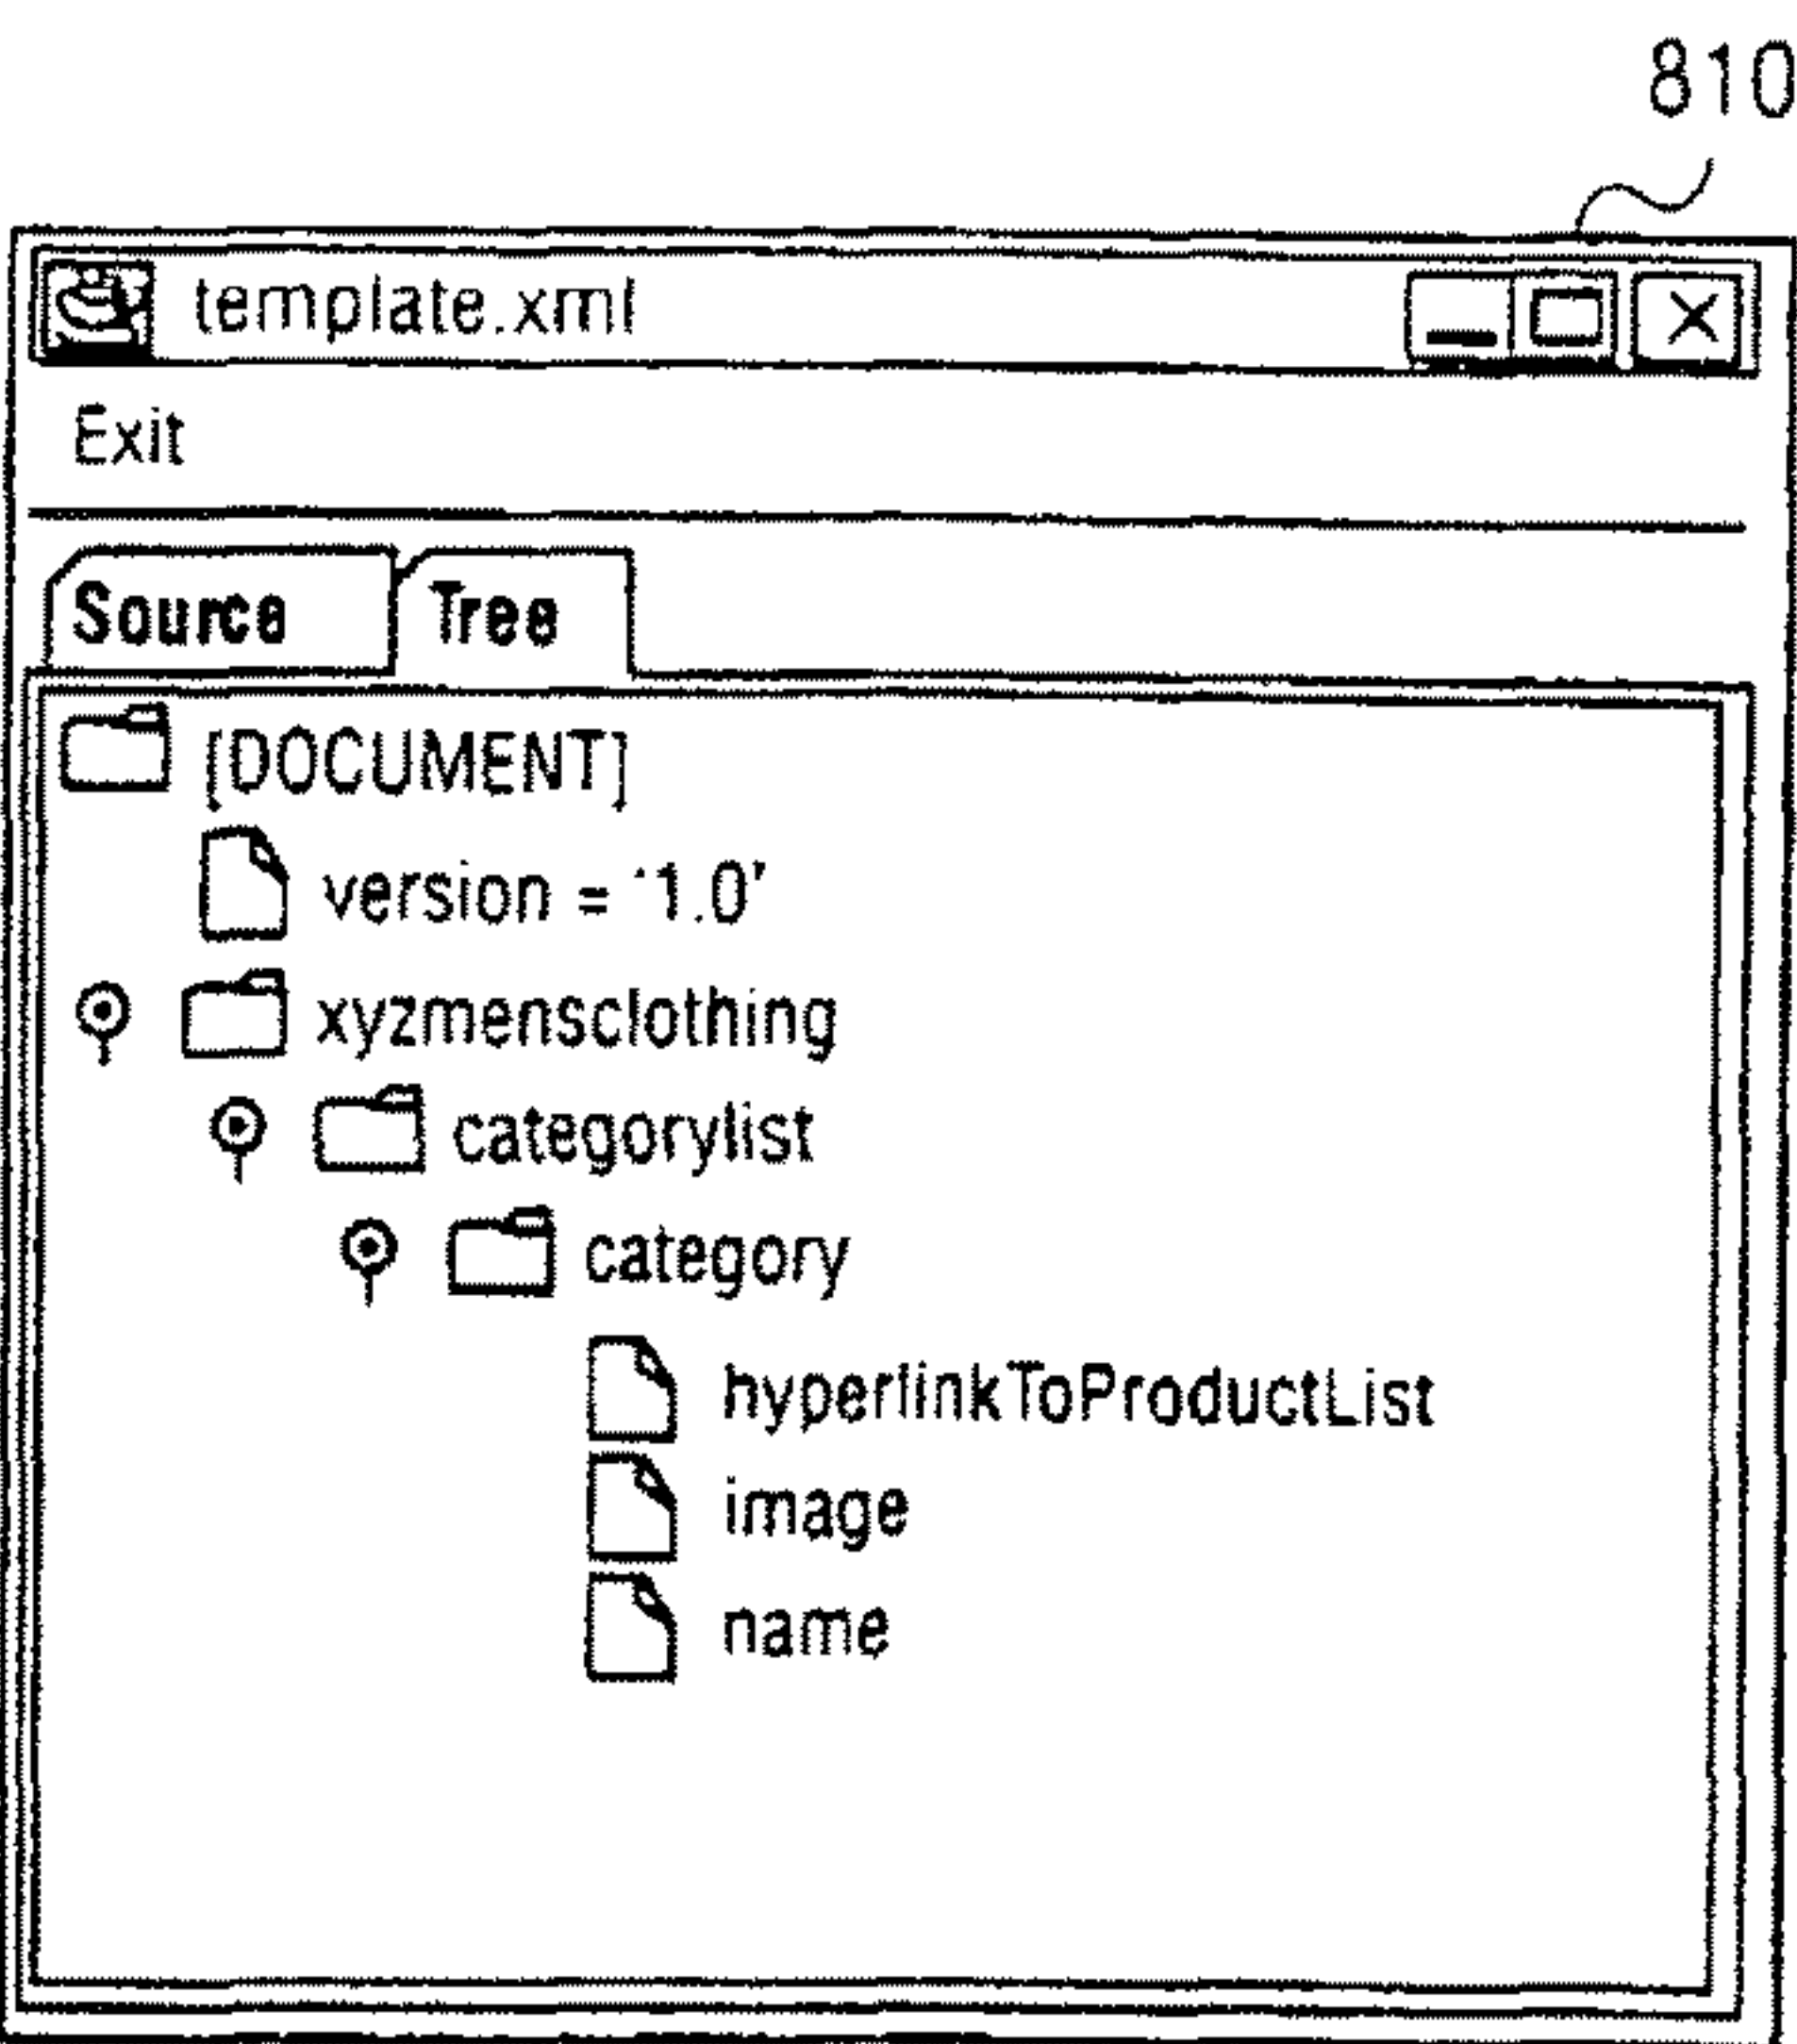 810
template.xml
Exit
Source Tree
[DOCUMENT]
version = '1.0'
xyzmensclothing
categorylist
category
hyperlinkToProductList
image
name